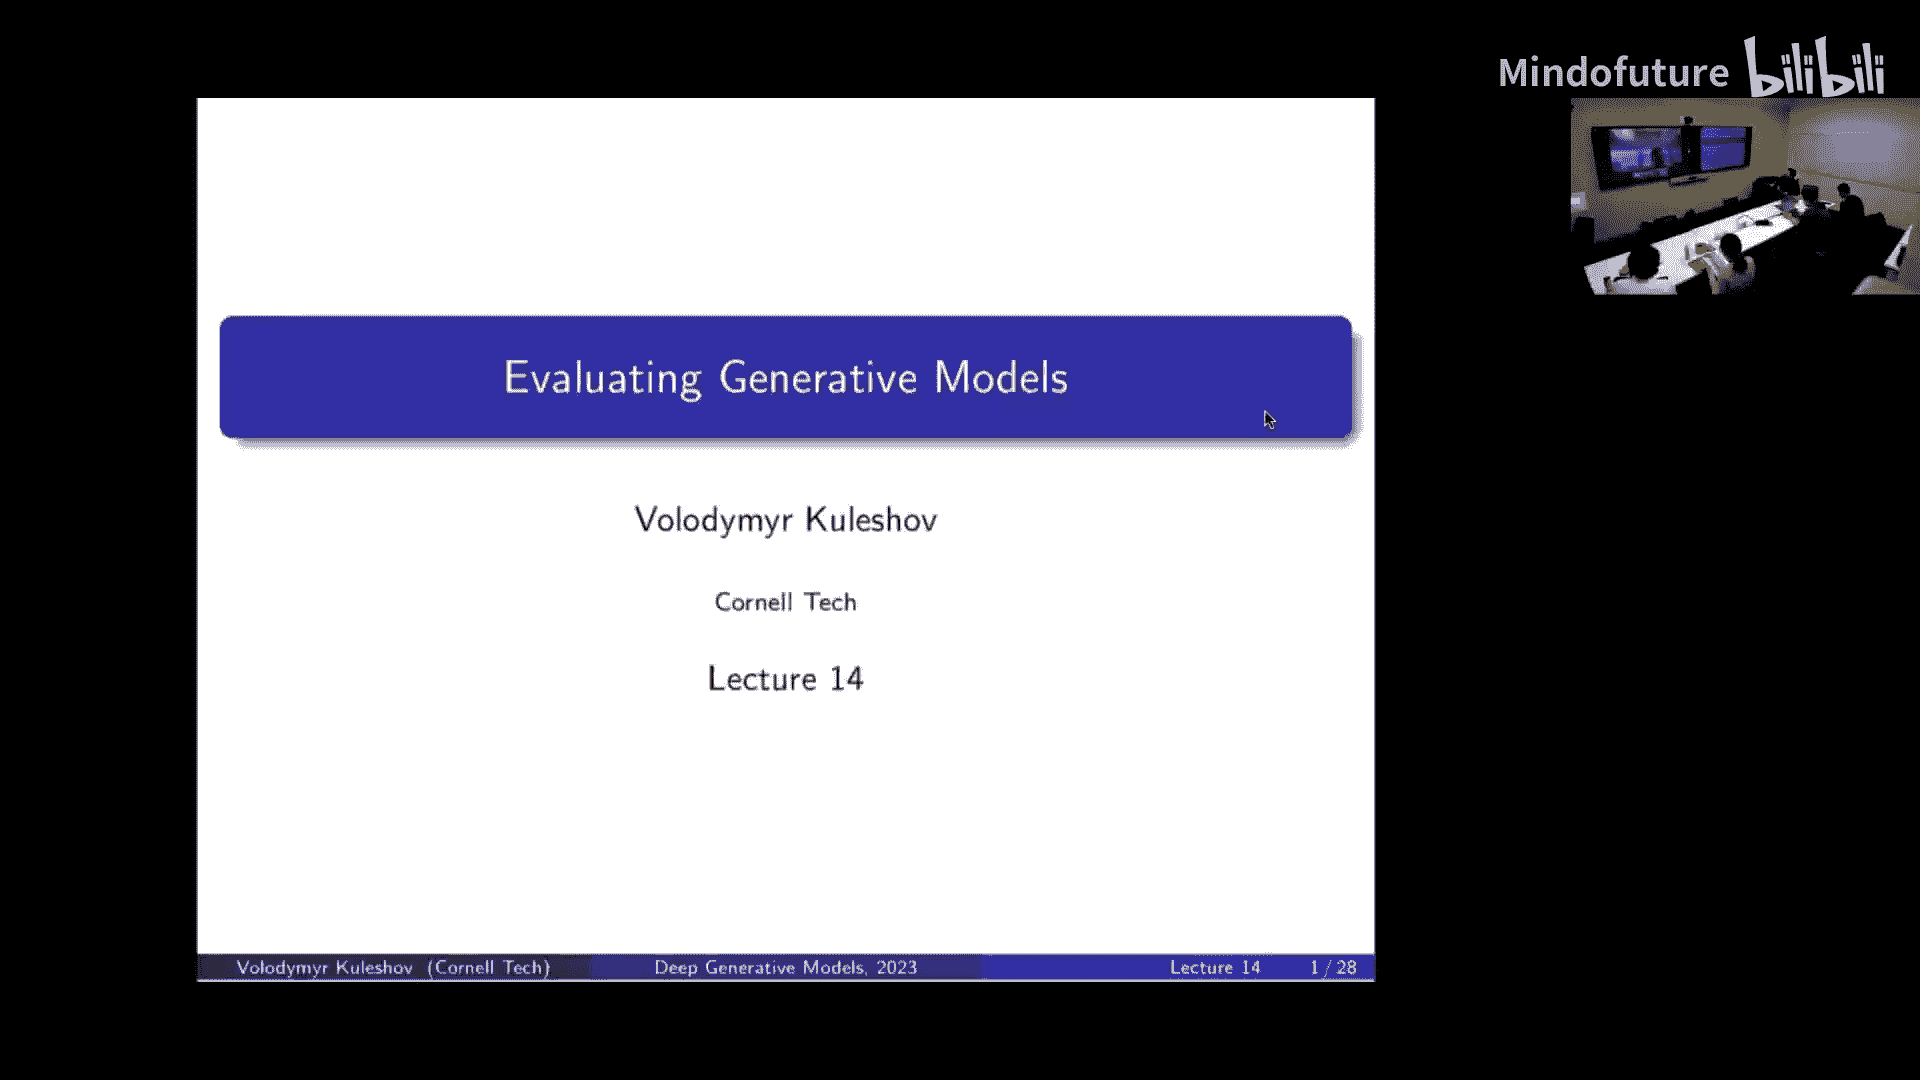 Mindofuture bilibili
Evaluating Generative Models
Volodymyr Kuleshov
Cornell Tech
Lecture 14
Volodymyr Kuleshov (Cornell Tech) Deep Generative Models, 2023 Lecture 14 1 / 28